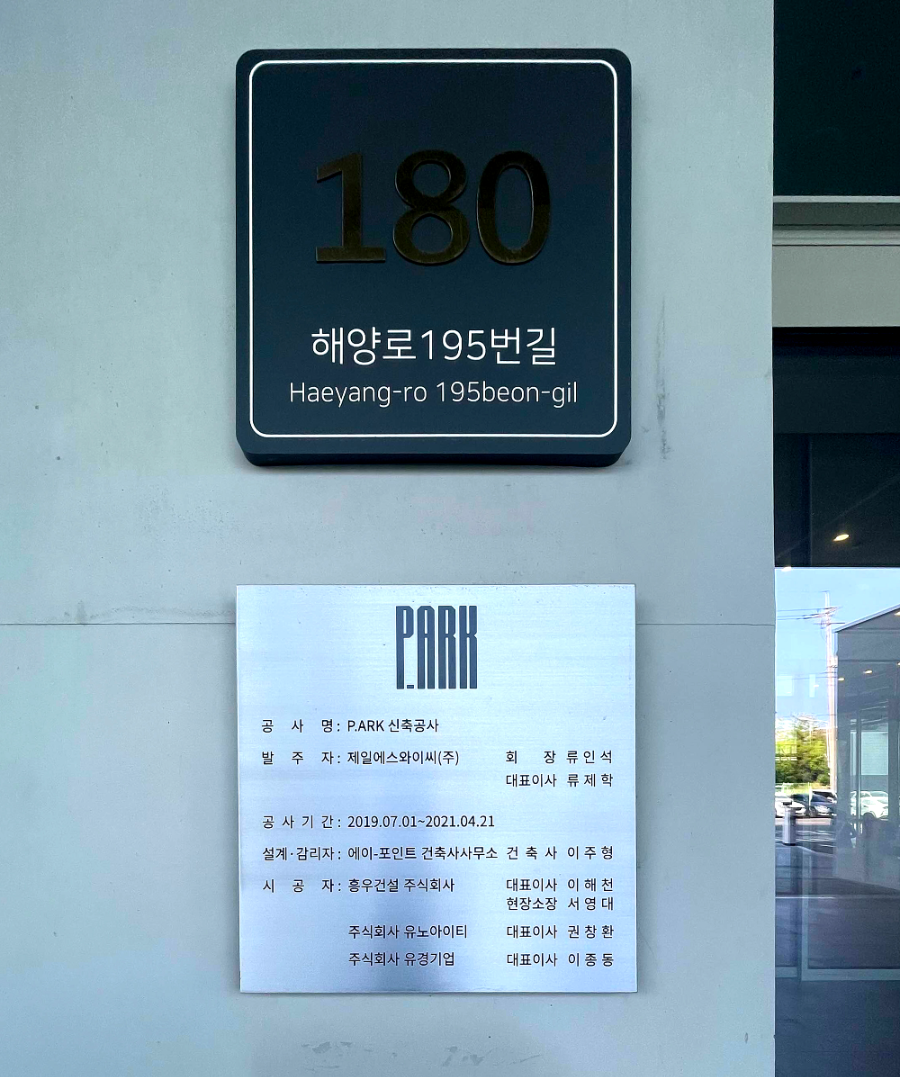 180
해양로195번길
Haeyang-ro 195beon-gil
P.ARK
공 사 명 : P.ARK 신축공사
발 주 자 : 제일에스와이씨(주) 회 장 류 인 석
대표이사 류 제 학
공 사 기 간 : 2019.07.01~2021.04.21
설계·감리자 : 에이-포인트 건축사사무소 건 축 사 이 주 형
시 공 자 : 흥우건설 주식회사 대표이사 이 해 천
현장소장 서 영 대
주식회사 유노아이티 대표이사 권 창 환
주식회사 유경기업 대표이사 이 종 동